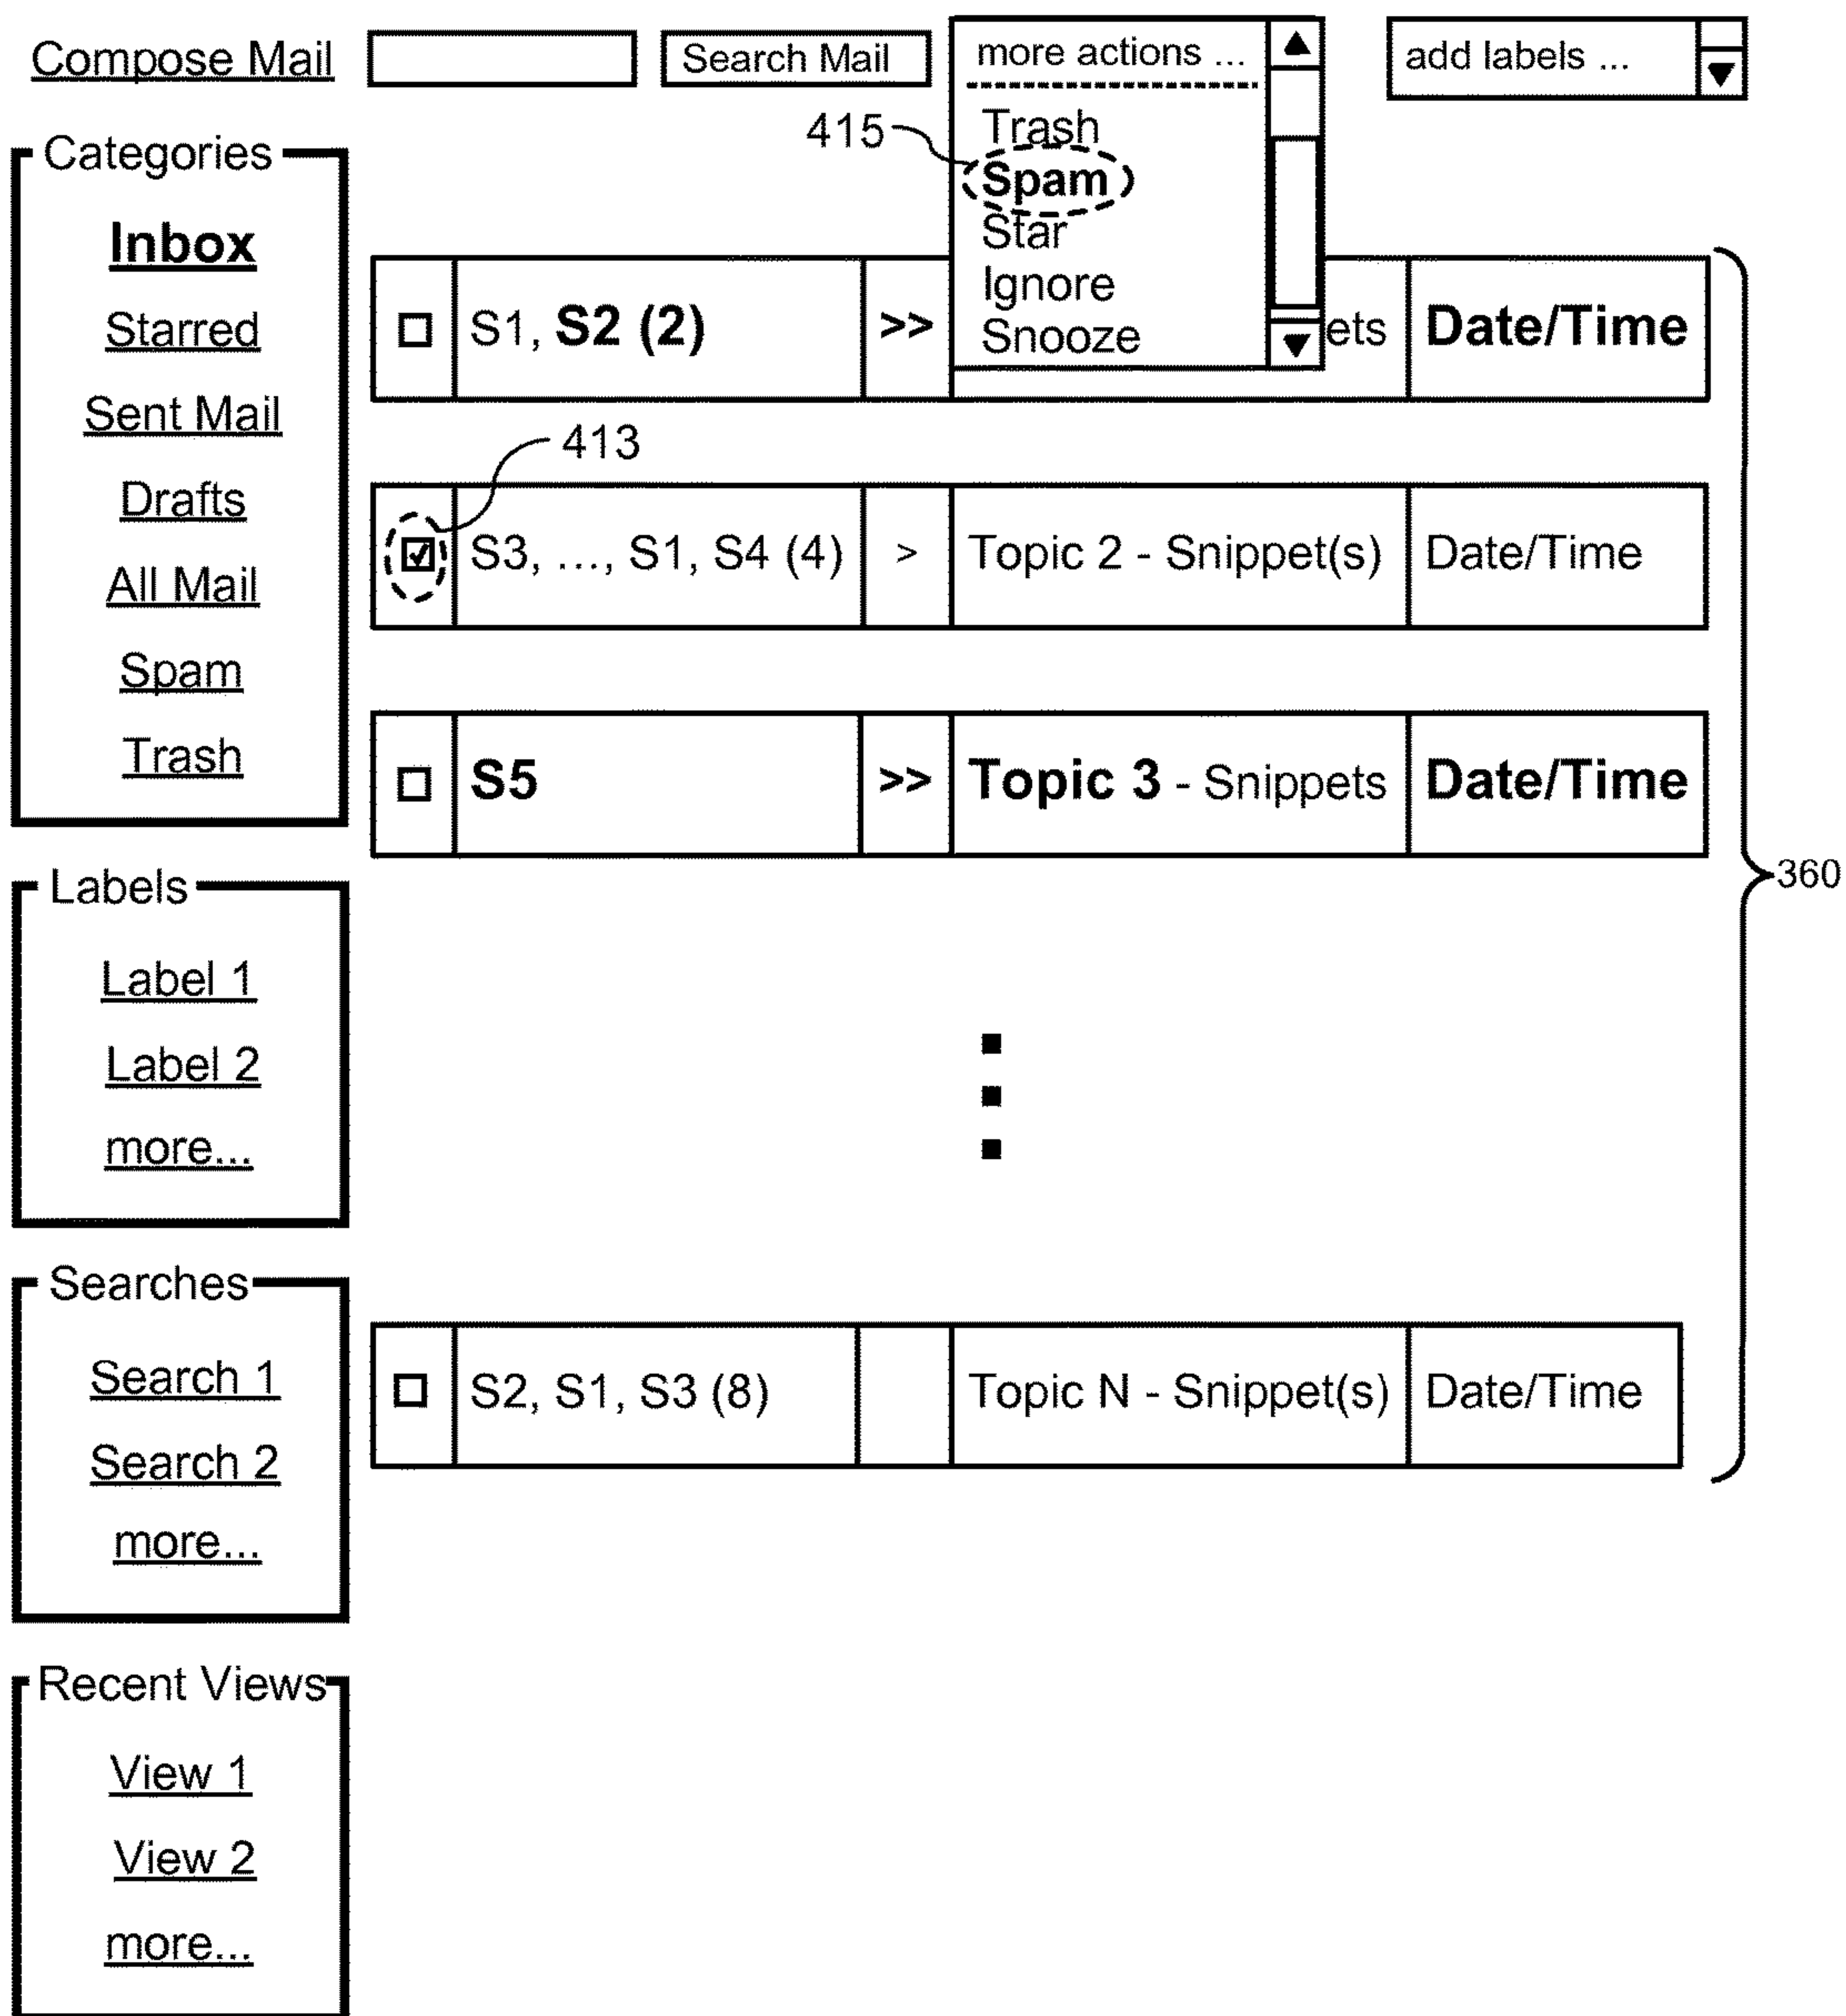 Compose Mail
Search Mail
more actions ...
add labels ...
Trash
415
Spam
Star
Ignore
Snooze
Categories
Inbox
Starred
Sent Mail
Drafts
All Mail
Spam
Trash
S1, S2 (2) >> ets Date/Time
413
S3, ..., S1, S4 (4) > Topic 2 - Snippet(s) Date/Time
S5 >> Topic 3 - Snippets Date/Time
360
Labels
Label 1
Label 2
more...
Searches
Search 1
Search 2
more...
S2, S1, S3 (8) Topic N - Snippet(s) Date/Time
Recent Views
View 1
View 2
more...